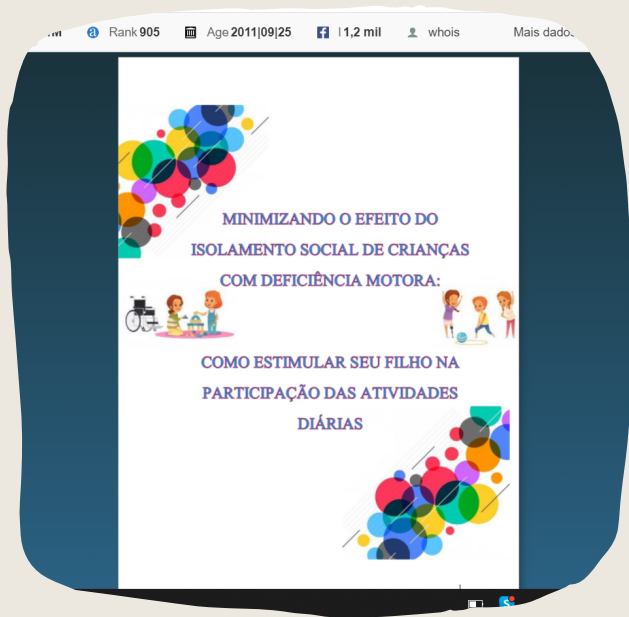 Rank 905 Age 2011|09|25 l 1,2 mil whois Mais dados
MINIMIZANDO O EFEITO DO
ISOLAMENTO SOCIAL DE CRIANÇAS
COM DEFICIÊNCIA MOTORA:
COMO ESTIMULAR SEU FILHO NA
PARTICIPAÇÃO DAS ATIVIDADES
DIÁRIAS